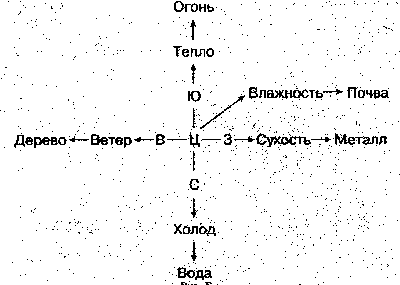 Огонь
Тепло
Ю
Влажность Почва
Дерево Ветер В Ц З Сухость Металл
С
Холод
Вода